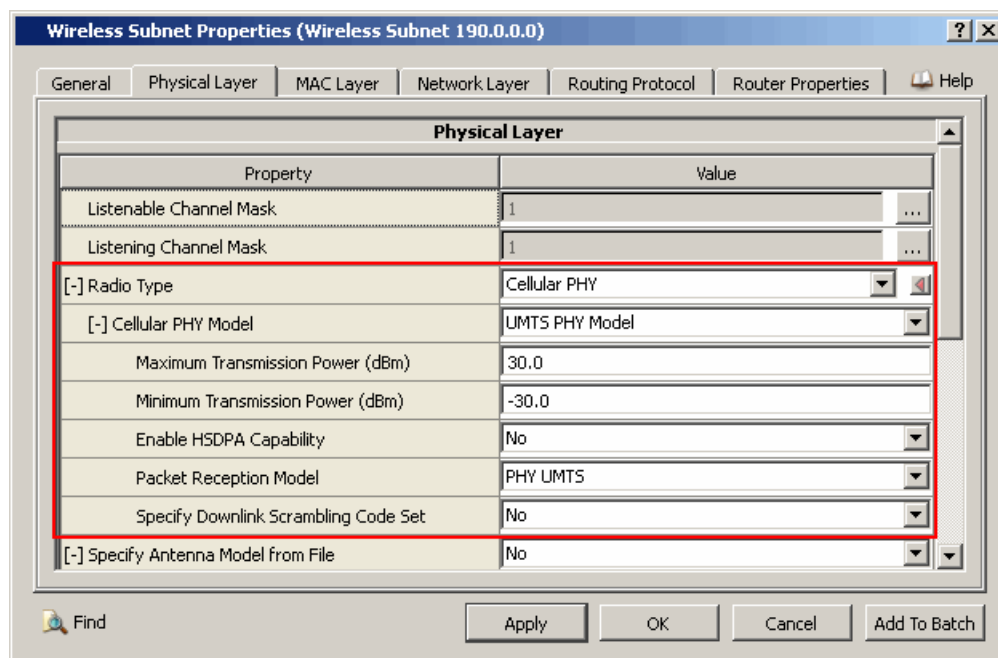 Wireless Subnet Properties (Wireless Subnet 190.0.0.0) ?
General Physical Layer MAC Layer Network Layer Routing Protocol Router Properties Help
Physical Layer
Property Value
Listenable Channel Mask 1 ...
Listening Channel Mask 1 ...
[-] Radio Type Cellular PHY
[-] Cellular PHY Model UMTS PHY Model
Maximum Transmission Power (dBm) 30.0
Minimum Transmission Power (dBm) -30.0
Enable HSDPA Capability No
Packet Reception Model PHY UMTS
Specify Downlink Scrambling Code Set No
[-] Specify Antenna Model from File No
Find Apply OK Cancel Add To Batch